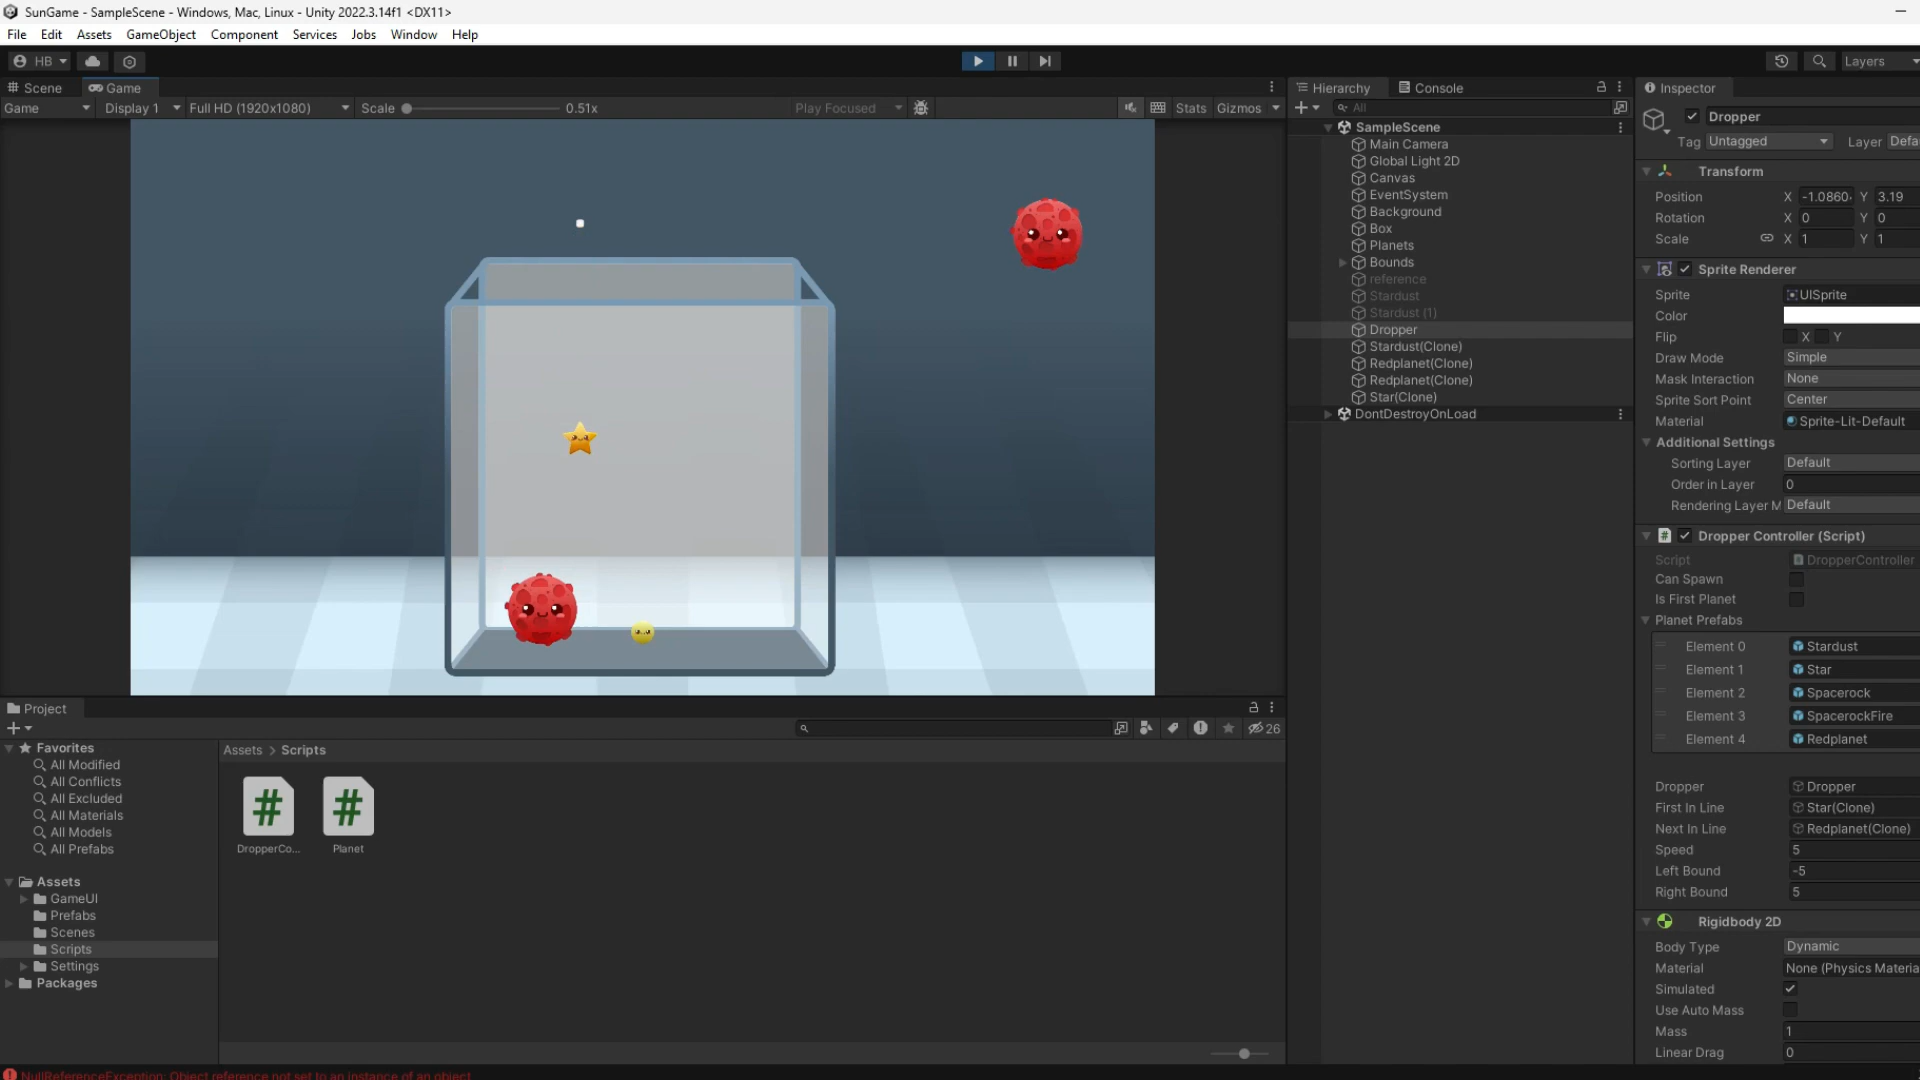 SunGame - SampleScene - Windows, Mac, Linux - Unity 2022.3.14f1 <DX11>
File Edit Assets GameObject Component Services Jobs Window Help
HB Layers
Scene Game
Game Display 1 Full HD (1920x1080) Scale 0.51x Play Focused Stats Gizmos
Hierarchy Console
All
SampleScene
Main Camera
Global Light 2D
Canvas
EventSystem
Background
Box
Planets
Bounds
reference
Stardust
Stardust (1)
Dropper
Stardust(Clone)
Redplanet(Clone)
Redplanet(Clone)
Star(Clone)
DontDestroyOnLoad
Inspector
Dropper
Tag Untagged Layer Defa
Transform
Position X -1.0860 Y 3.19
Rotation X 0 Y 0
Scale X 1 Y 1
Sprite Renderer
Sprite UISprite
Color
Flip X Y
Draw Mode Simple
Mask Interaction None
Sprite Sort Point Center
Material Sprite-Lit-Default
Additional Settings
Sorting Layer Default
Order in Layer 0
Rendering Layer M Default
# Dropper Controller (Script)
Script DropperController
Can Spawn
Is First Planet
Planet Prefabs
Element 0 Stardust
Element 1 Star
Element 2 Spacerock
Element 3 SpacerockFire
Element 4 Redplanet
Dropper Dropper
First In Line Star(Clone)
Next In Line Redplanet(Clone)
Speed 5
Left Bound -5
Right Bound 5
Rigidbody 2D
Body Type Dynamic
Material None (Physics Materia
Simulated
Use Auto Mass
Mass 1
Linear Drag 0
Project
26
Favorites
All Modified
All Conflicts
All Excluded
All Materials
All Models
All Prefabs
Assets
GameUI
Prefabs
Scenes
Scripts
Settings
Packages
Assets > Scripts
# #
DropperCo... Planet
NullReferenceException: Object reference not set to an instance of an object